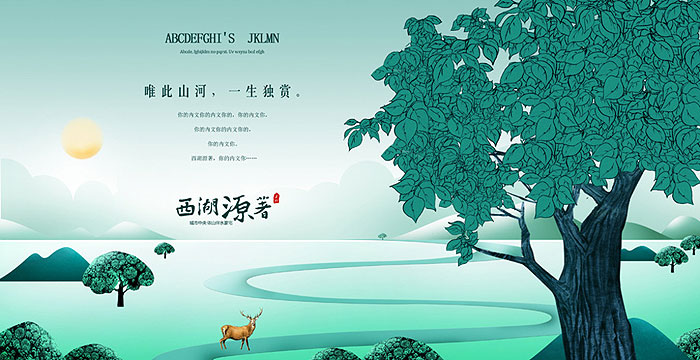 ABCDEFGHI'S JKLMN
唯此山河，一生独赏。
你的内文你的内文你的，你的内文你，
你的内文你的内文你的，
你的内文你，
西湖源著，你的内文你……
西湖源著